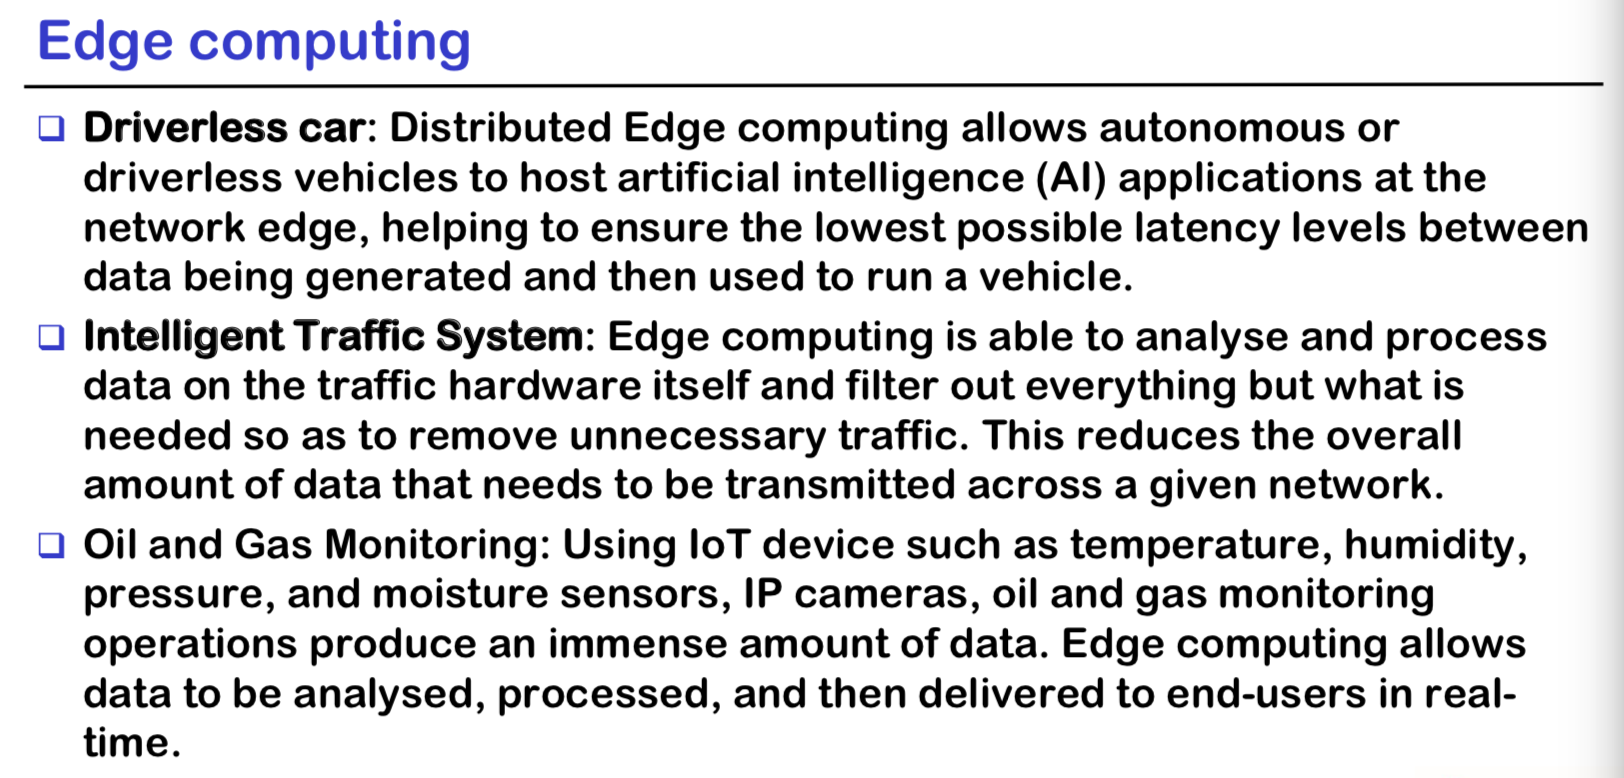 Edge computing
❑ Driverless car: Distributed Edge computing allows autonomous or
driverless vehicles to host artificial intelligence (AI) applications at the
network edge, helping to ensure the lowest possible latency levels between
data being generated and then used to run a vehicle.
❑ Intelligent Traffic System: Edge computing is able to analyse and process
data on the traffic hardware itself and filter out everything but what is
needed so as to remove unnecessary traffic. This reduces the overall
amount of data that needs to be transmitted across a given network.
❑ Oil and Gas Monitoring: Using IoT device such as temperature, humidity,
pressure, and moisture sensors, IP cameras, oil and gas monitoring
operations produce an immense amount of data. Edge computing allows
data to be analysed, processed, and then delivered to end-users in real-
time.